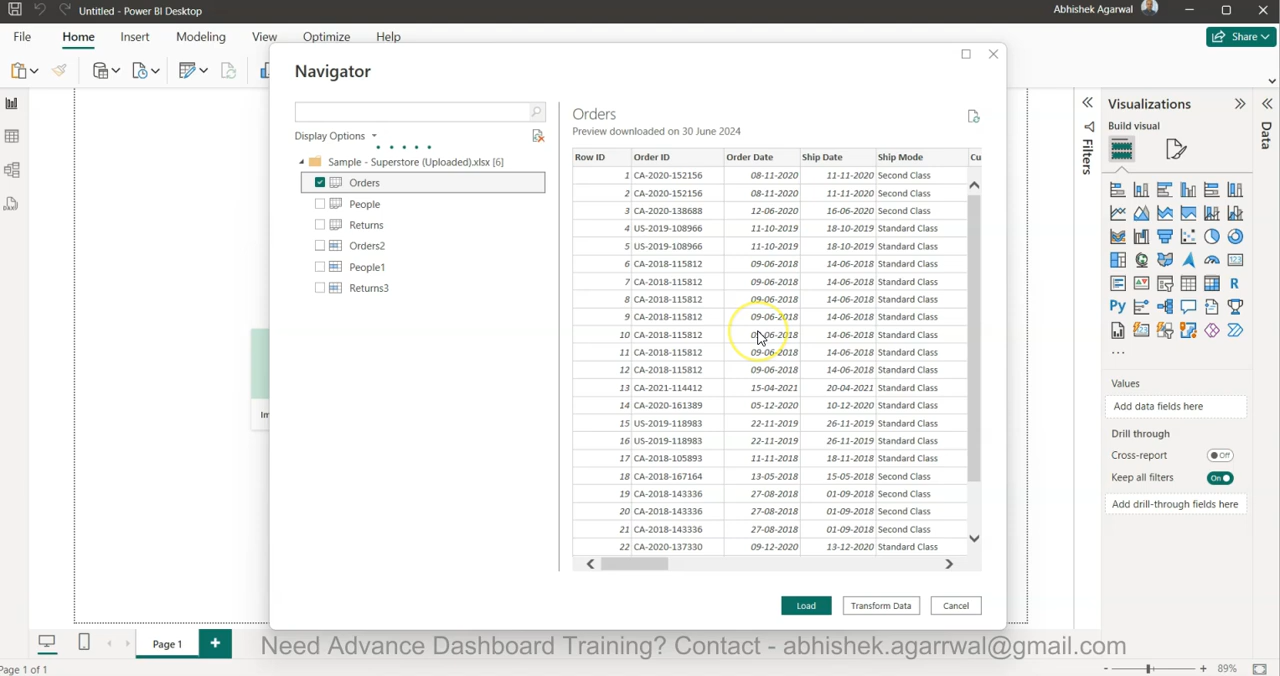 Untitled - Power BI Desktop
Abhishek Agarwal
File Home Insert Modeling View Optimize Help
Share
Navigator
Display Options
Sample - Superstore (Uploaded).xlsx [6]
Orders
People
Returns
Orders2
People1
Returns3
Orders
Preview downloaded on 30 June 2024
Row ID Order ID Order Date Ship Date Ship Mode Cu
1 CA-2020-152156 08-11-2020 11-11-2020 Second Class
2 CA-2020-152156 08-11-2020 11-11-2020 Second Class
3 CA-2020-138688 12-06-2020 16-06-2020 Second Class
4 US-2019-108966 11-10-2019 18-10-2019 Standard Class
5 US-2019-108966 11-10-2019 18-10-2019 Standard Class
6 CA-2018-115812 09-06-2018 14-06-2018 Standard Class
7 CA-2018-115812 09-06-2018 14-06-2018 Standard Class
8 CA-2018-115812 09-06-2018 14-06-2018 Standard Class
9 CA-2018-115812 09-06-2018 14-06-2018 Standard Class
10 CA-2018-115812 09-06-2018 14-06-2018 Standard Class
11 CA-2018-115812 09-06-2018 14-06-2018 Standard Class
12 CA-2018-115812 09-06-2018 14-06-2018 Standard Class
13 CA-2021-114412 15-04-2021 20-04-2021 Standard Class
14 CA-2020-161389 05-12-2020 10-12-2020 Standard Class
15 US-2019-118983 22-11-2019 26-11-2019 Standard Class
16 US-2019-118983 22-11-2019 26-11-2019 Standard Class
17 CA-2018-105893 11-11-2018 18-11-2018 Standard Class
18 CA-2018-167164 13-05-2018 15-05-2018 Second Class
19 CA-2018-143336 27-08-2018 01-09-2018 Second Class
20 CA-2018-143336 27-08-2018 01-09-2018 Second Class
21 CA-2018-143336 27-08-2018 01-09-2018 Second Class
22 CA-2020-137330 09-12-2020 13-12-2020 Standard Class
Load Transform Data Cancel
Im
Filters
Visualizations
Build visual
R
Py
123
Values
Add data fields here
Drill through
Cross-report Off
Keep all filters On
Add drill-through fields here
Data
DAX
Page 1
Need Advance Dashboard Training? Contact - abhishek.agarrwal@gmail.com
Page 1 of 1
- + 89%